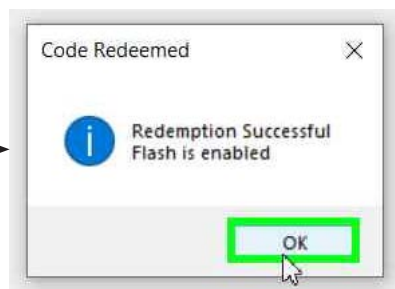 Code Redeemed
Redemption Successful
Flash is enabled
OK